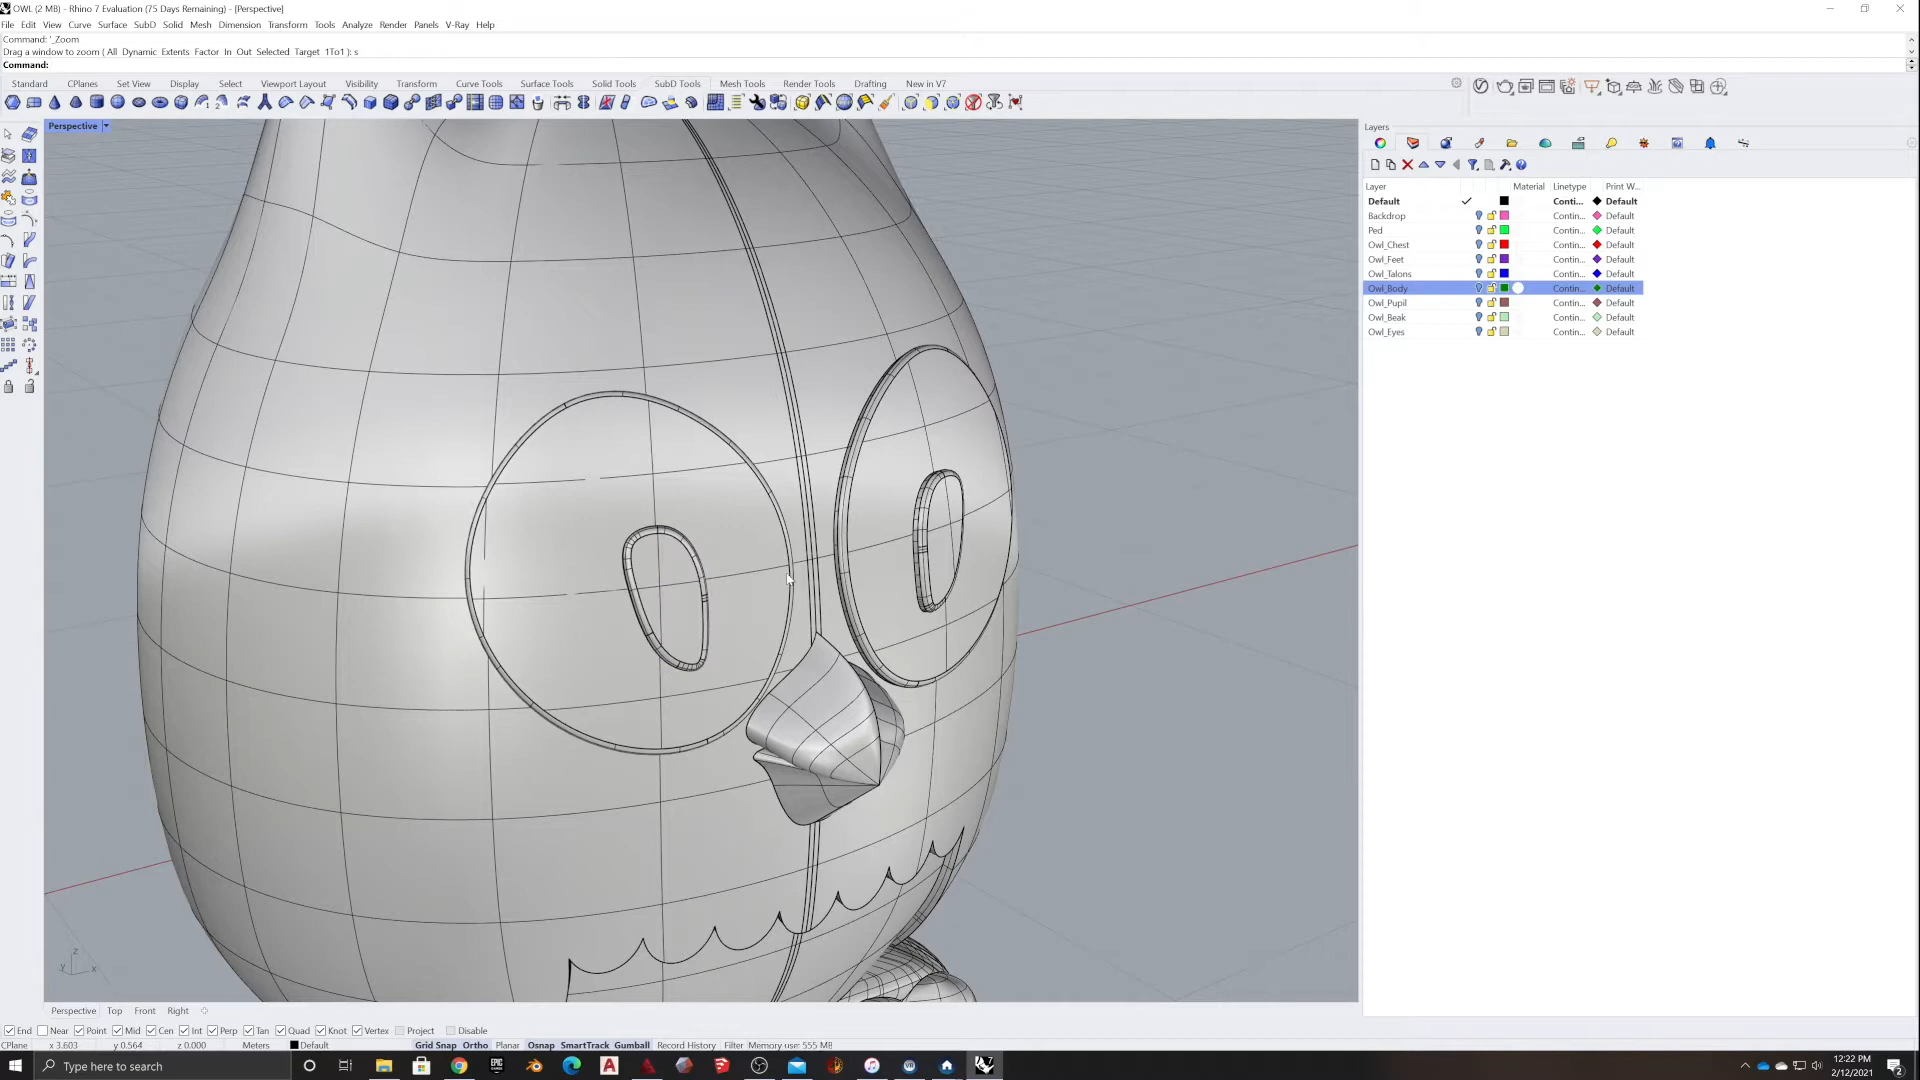 OWL (2 MB) - Rhino 7 Evaluation (75 Days Remaining) - [Perspective]
File Edit View Curve Surface SubD Solid Mesh Dimension Transform Tools Analyze Render Panels V-Ray Help
Command: '_Zoom
Drag a window to zoom ( All Dynamic Extents Factor In Out Selected Target 1To1 ): s
Command:
Standard CPlanes Set View Display Select Viewport Layout Visibility Transform Curve Tools Surface Tools Solid Tools SubD Tools Mesh Tools Render Tools Drafting New in V7
Perspective
Layers
Layer Material Linetype Print W...
Default Conti... Default
Backdrop Contin... Default
Ped Contin... Default
Owl_Chest Contin... Default
Owl_Feet Contin... Default
Owl_Talons Contin... Default
Owl_Body Contin... Default
Owl_Pupil Contin... Default
Owl_Beak Contin... Default
Owl_Eyes Contin... Default
z
y x
Perspective Top Front Right
End Near Point Mid Cen Int Perp Tan Quad Knot Vertex Project Disable
CPlane x 3.603 y 0.564 z 0.000 Meters Default Grid Snap Ortho Planar Osnap SmartTrack Gumball Record History Filter Memory use: 555 MB
Type here to search
12:22 PM
2/12/2021